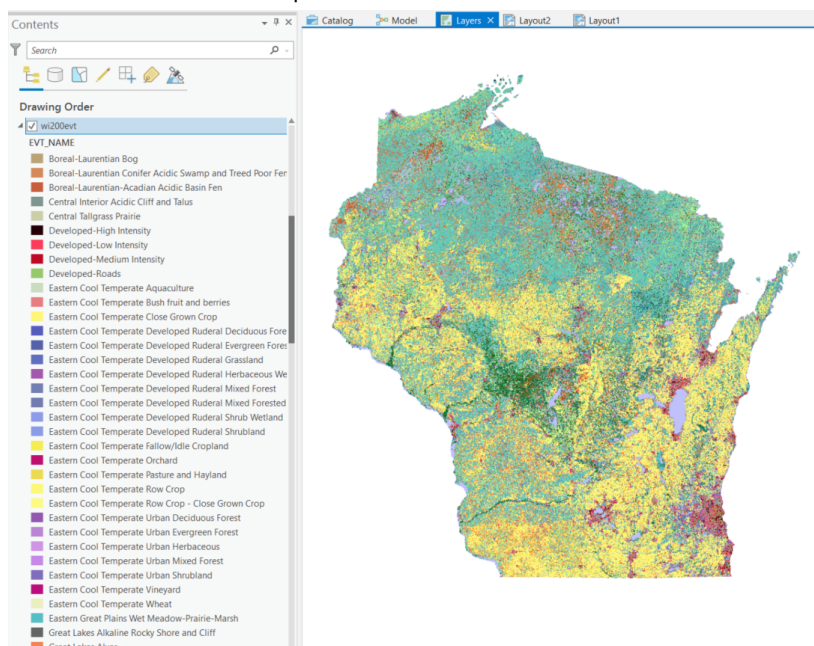 Contents
Search
Drawing Order
wi200evt
EVT_NAME
Boreal-Laurentian Bog
Boreal-Laurentian Conifer Acidic Swamp and Treed Poor Fen
Boreal-Laurentian-Acadian Acidic Basin Fen
Central Interior Acidic Cliff and Talus
Central Tallgrass Prairie
Developed-High Intensity
Developed-Low Intensity
Developed-Medium Intensity
Developed-Roads
Eastern Cool Temperate Aquaculture
Eastern Cool Temperate Bush fruit and berries
Eastern Cool Temperate Close Grown Crop
Eastern Cool Temperate Developed Ruderal Deciduous Fore
Eastern Cool Temperate Developed Ruderal Evergreen Fores
Eastern Cool Temperate Developed Ruderal Grassland
Eastern Cool Temperate Developed Ruderal Herbaceous We
Eastern Cool Temperate Developed Ruderal Mixed Forest
Eastern Cool Temperate Developed Ruderal Mixed Forested
Eastern Cool Temperate Developed Ruderal Shrub Wetland
Eastern Cool Temperate Developed Ruderal Shrubland
Eastern Cool Temperate Fallow/Idle Cropland
Eastern Cool Temperate Orchard
Eastern Cool Temperate Pasture and Hayland
Eastern Cool Temperate Row Crop
Eastern Cool Temperate Row Crop - Close Grown Crop
Eastern Cool Temperate Urban Deciduous Forest
Eastern Cool Temperate Urban Evergreen Forest
Eastern Cool Temperate Urban Herbaceous
Eastern Cool Temperate Urban Mixed Forest
Eastern Cool Temperate Urban Shrubland
Eastern Cool Temperate Vineyard
Eastern Cool Temperate Wheat
Eastern Great Plains Wet Meadow-Prairie-Marsh
Great Lakes Alkaline Rocky Shore and Cliff
Catalog Model Layers Layout2 Layout1